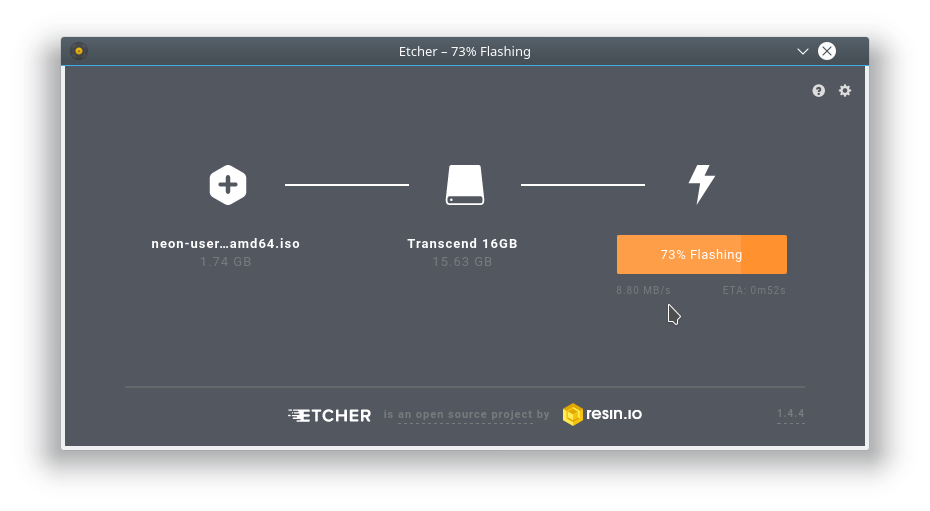 Etcher – 73% Flashing
neon-user…amd64.iso
1.74 GB
Transcend 16GB
15.63 GB
73% Flashing
8.80 MB/s
ETA: 0m52s
ETCHER is an open source project by resin.io
1.4.4